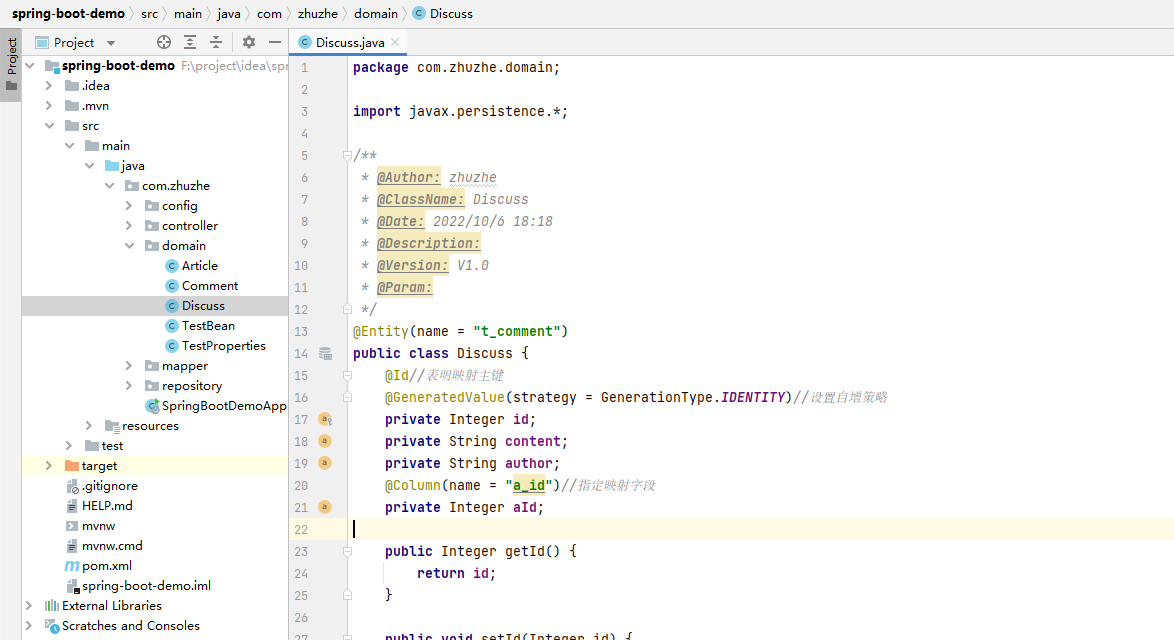 spring-boot-demo src main java com zhuzhe domain Discuss
Project
Project
Discuss.java
spring-boot-demo F:\project\idea\spr
.idea
.mvn
src
main
java
com.zhuzhe
config
controller
domain
Article
Comment
Discuss
TestBean
TestProperties
mapper
repository
SpringBootDemoApp
resources
test
target
.gitignore
HELP.md
mvnw
mvnw.cmd
pom.xml
spring-boot-demo.iml
External Libraries
Scratches and Consoles
1 package com.zhuzhe.domain;
2
3 import javax.persistence.*;
4
5 /**
6 * @Author: zhuzhe
7 * @ClassName: Discuss
8 * @Date: 2022/10/6 18:18
9 * @Description:
10 * @Version: V1.0
11 * @Param:
12 */
13 @Entity(name = "t_comment")
14 public class Discuss {
15 @Id//表明映射主键
16 @GeneratedValue(strategy = GenerationType.IDENTITY)//设置自增策略
17 private Integer id;
18 private String content;
19 private String author;
20 @Column(name = "a_id")//指定映射字段
21 private Integer aId;
22
23 public Integer getId() {
24 return id;
25 }
26
27 public void setId(Integer id) {